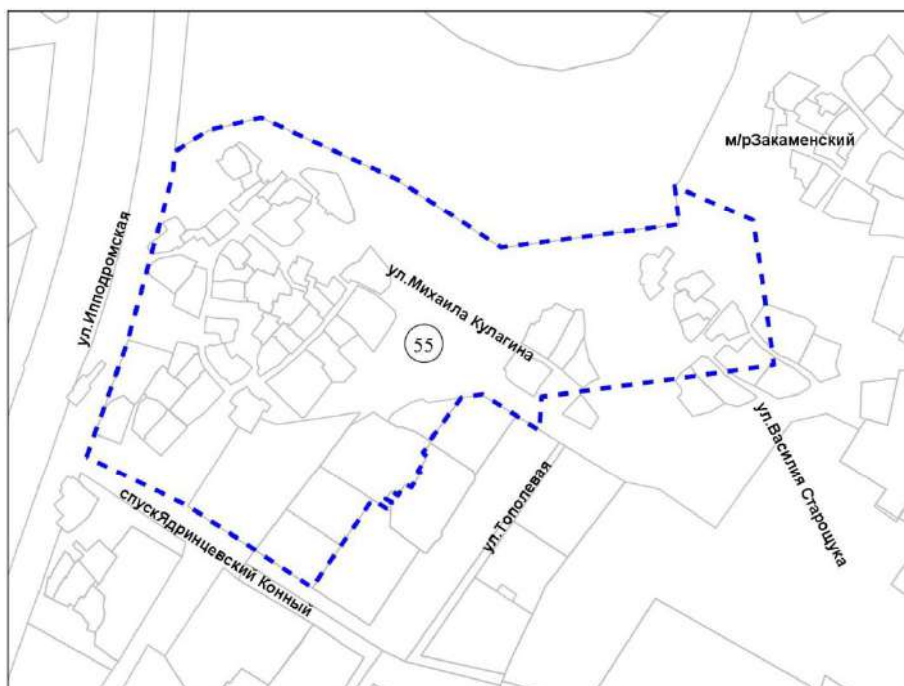 м/рЗакаменский
ул.Ипподромская
ул.Михаила Кулагина
55
ул.Василия Старощука
ул.Тополевая
спускЯдринцевский Конный